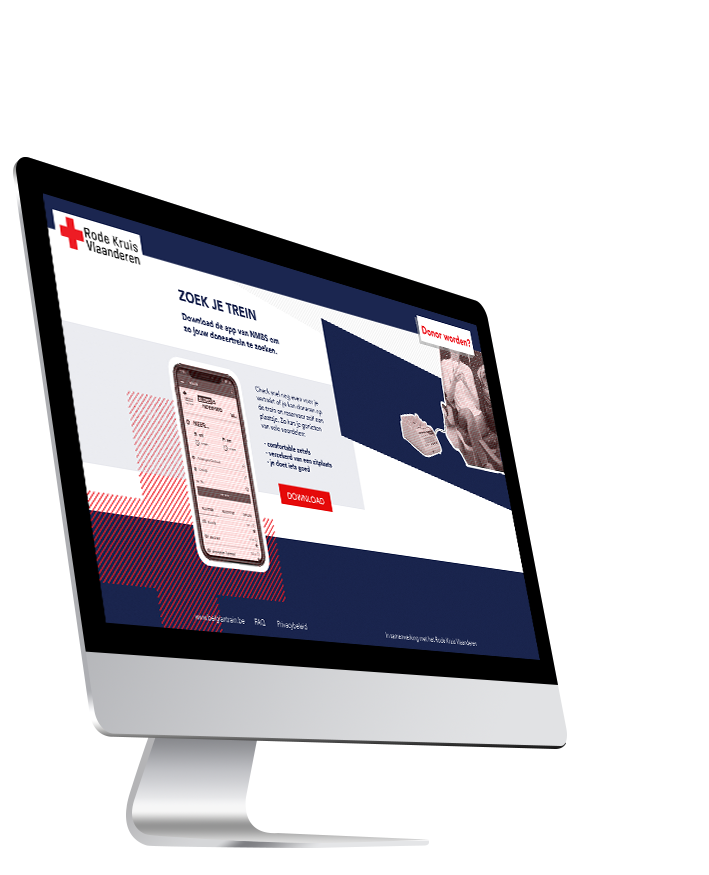 Rode Kruis
Vlaanderen
Donor worden?
ZOEK JE TREIN
Download de app van NMBS om
zo jouw doneertrein te zoeken.
Check snel nog even voor je
vertrekt of je kan doneren op
de trein en reserveer zelf een
plaatsje. Zo kan je genieten
van vele voordelen:
- comfortable zetels
- verzekerd van een zitplaats
- je doet iets goed
DOWNLOAD
www.belgiantrain.be FAQ Privacybeleid
In samenwerking met het Rode Kruis Vlaanderen